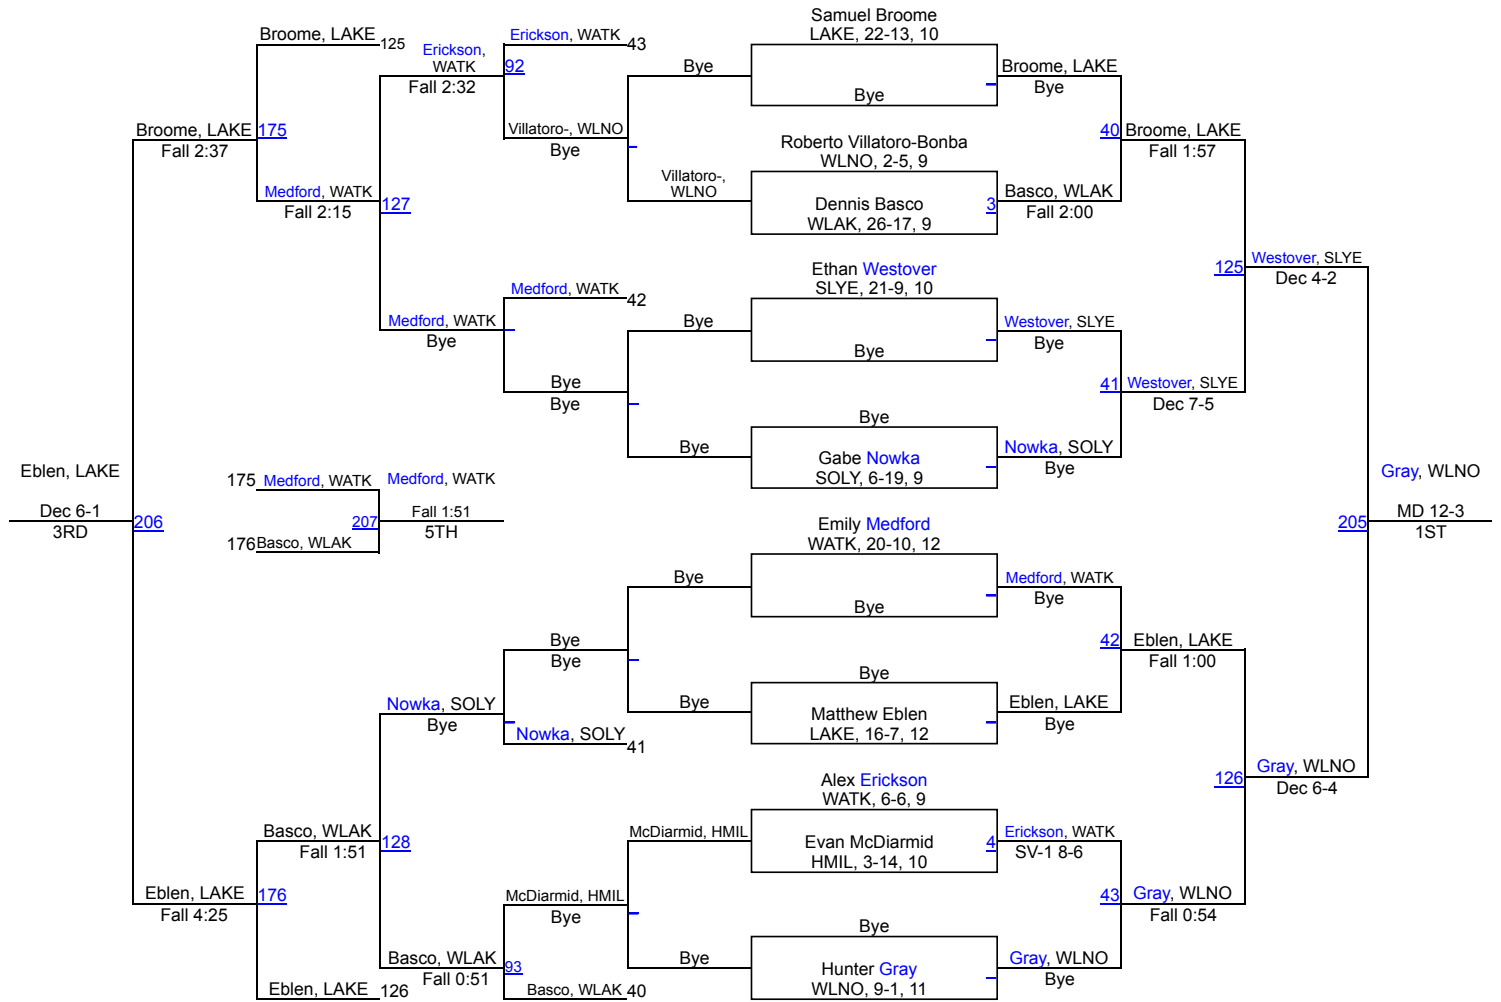 Samuel Broome
LAKE, 22-13, 10
Broome, LAKE
125
Erickson, WATK
43
Erickson,
WATK
Fall 2:32
92
Bye
Bye
Broome, LAKE
Bye
Broome, LAKE
Fall 2:37
175
Villatoro-, WLNO
Bye
40
Broome, LAKE
Fall 1:57
Roberto Villatoro-Bonba
WLNO, 2-5, 9
Medford, WATK
Fall 2:15
127
Villatoro-,
WLNO
Dennis Basco
WLAK, 26-17, 9
3
Basco, WLAK
Fall 2:00
Ethan Westover
SLYE, 21-9, 10
125
Westover, SLYE
Dec 4-2
Medford, WATK
42
Medford, WATK
Bye
Bye
Bye
Westover, SLYE
Bye
Bye
Bye
41
Westover, SLYE
Dec 7-5
Bye
Bye
Gabe Nowka
SOLY, 6-19, 9
Nowka, SOLY
Bye
Eblen, LAKE
Dec 6-1
3RD
206
175
Medford, WATK
Medford, WATK
207
Fall 1:51
5TH
176
Basco, WLAK
Gray, WLNO
205
MD 12-3
1ST
Emily Medford
WATK, 20-10, 12
Bye
Bye
Medford, WATK
Bye
Bye
Bye
42
Eblen, LAKE
Fall 1:00
Bye
Nowka, SOLY
Bye
Bye
Matthew Eblen
LAKE, 16-7, 12
Eblen, LAKE
Bye
Nowka, SOLY
41
126
Gray, WLNO
Dec 6-4
Alex Erickson
WATK, 6-6, 9
Basco, WLAK
Fall 1:51
128
McDiarmid, HMIL
Evan McDiarmid
HMIL, 3-14, 10
4
Erickson, WATK
SV-1 8-6
Eblen, LAKE
Fall 4:25
176
McDiarmid, HMIL
Bye
43
Gray, WLNO
Fall 0:54
Bye
Basco, WLAK
Fall 0:51
93
Bye
Hunter Gray
WLNO, 9-1, 11
Gray, WLNO
Bye
Eblen, LAKE
126
Basco, WLAK
40